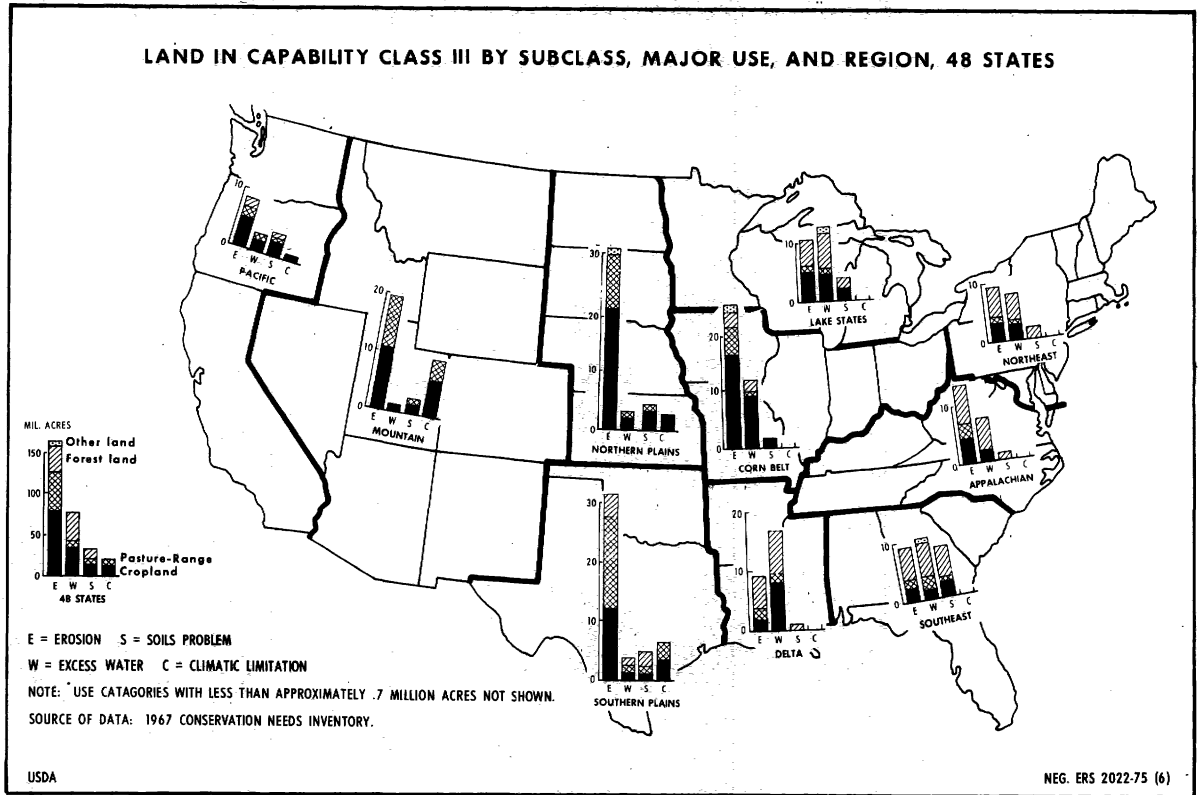 LAND IN CAPABILITY CLASS III BY SUBCLASS, MAJOR USE, AND REGION, 48 STATES
10
0
E W S C
PACIFIC
20
10
0
E W S C
MOUNTAIN
30
20
10
0
E W S C
NORTHERN PLAINS
20
10
0
E W S C
CORN BELT
10
0
E W S C
LAKE STATES
10
0
E W S C
NORTHEAST
10
0
E W S C
APPALACHIAN
10
0
E W S C
SOUTHEAST
20
10
0
E W S C
DELTA
30
20
10
0
E W S C
SOUTHERN PLAINS
MIL. ACRES
Other land
150 Forest land
100
50
Pasture-Range
0 Cropland
E W S C
48 STATES
E = EROSION S = SOILS PROBLEM
W = EXCESS WATER C = CLIMATIC LIMITATION
NOTE: USE CATAGORIES WITH LESS THAN APPROXIMATELY .7 MILLION ACRES NOT SHOWN.
SOURCE OF DATA: 1967 CONSERVATION NEEDS INVENTORY.
USDA NEG. ERS 2022-75 (6)